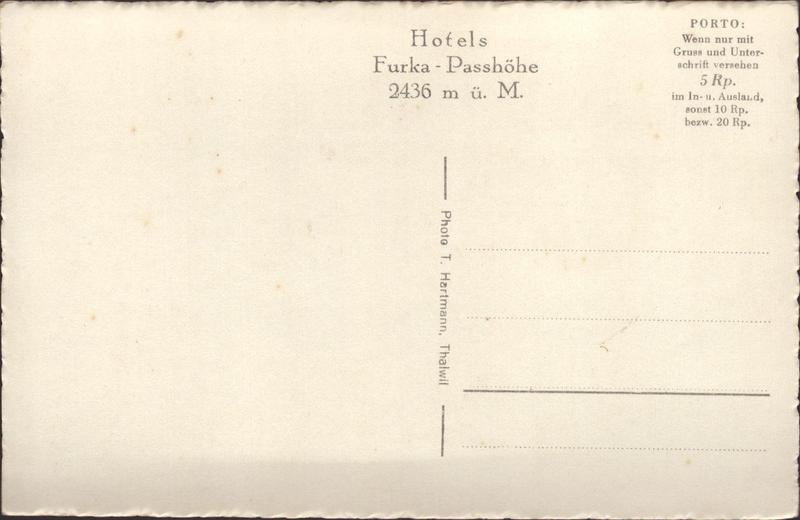 Hotels
Furka - Passhöhe
2436 m ü. M.
PORTO:
Wenn nur mit
Gruss und Unter-
schrift versehen
5 Rp.
im In- u. Ausland,
sonst 10 Rp.
bezw. 20 Rp.
Photo T. Hartmann, Thalwil